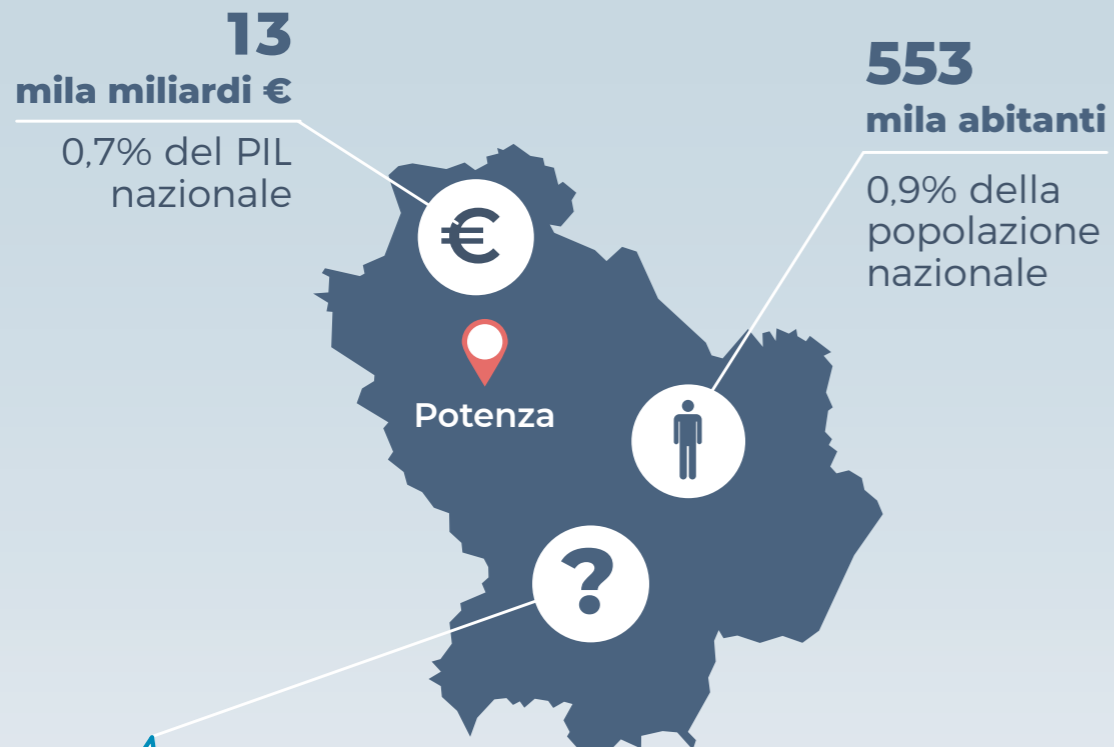 13
mila miliardi €
0,7% del PIL
nazionale
553
mila abitanti
0,9% della
popolazione
nazionale
€
Potenza
?